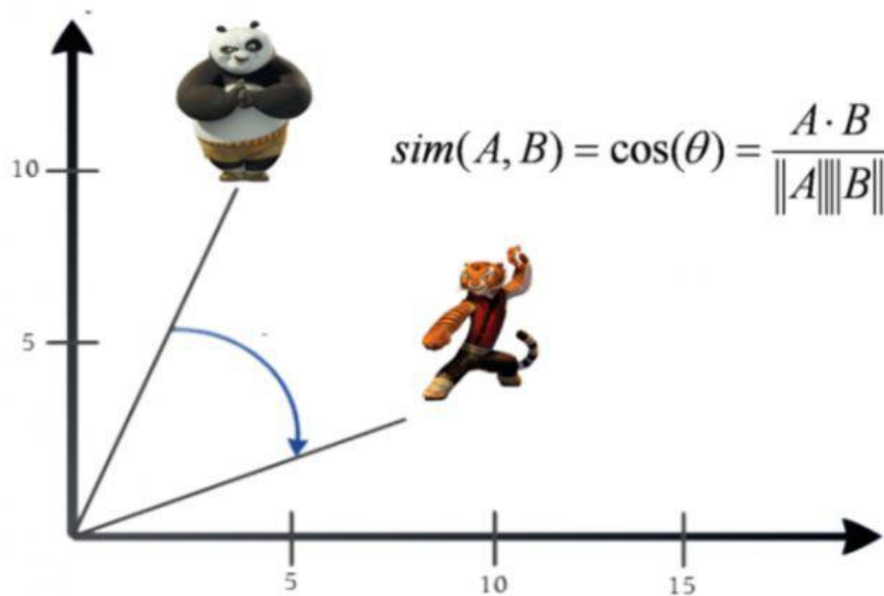 10
sim(A, B) = cos(θ) = A · B / ‖A‖‖B‖
5
5 10 15